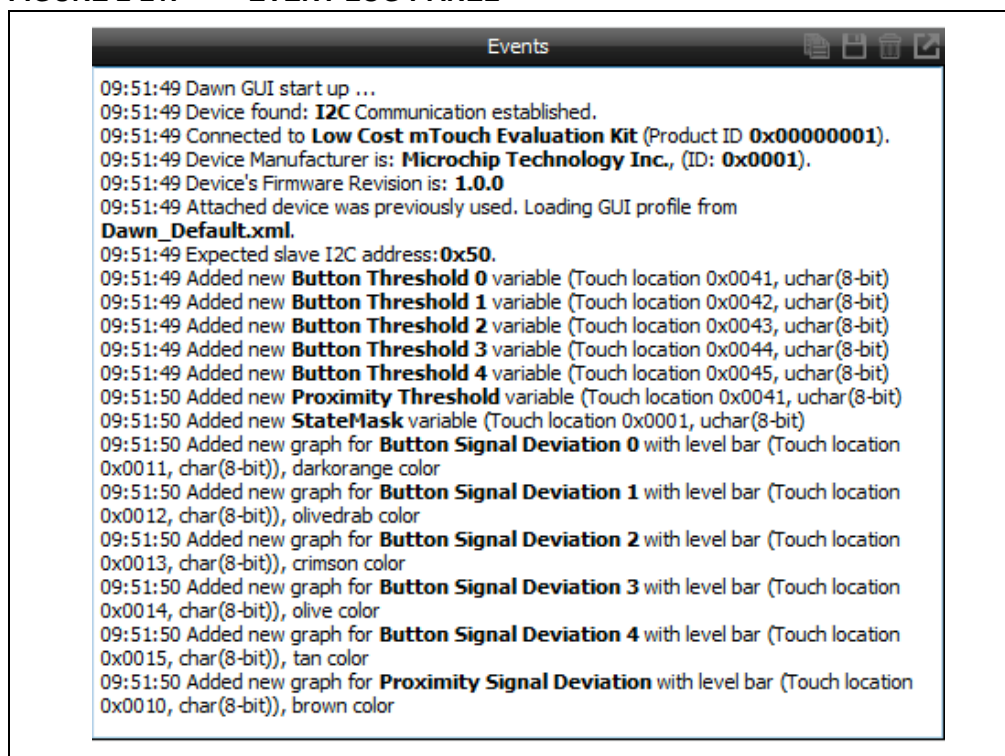 Events
09:51:49 Dawn GUI start up ...
09:51:49 Device found: I2C Communication established.
09:51:49 Connected to Low Cost mTouch Evaluation Kit (Product ID 0x00000001).
09:51:49 Device Manufacturer is: Microchip Technology Inc., (ID: 0x0001).
09:51:49 Device's Firmware Revision is: 1.0.0
09:51:49 Attached device was previously used. Loading GUI profile from
Dawn_Default.xml.
09:51:49 Expected slave I2C address:0x50.
09:51:49 Added new Button Threshold 0 variable (Touch location 0x0041, uchar(8-bit)
09:51:49 Added new Button Threshold 1 variable (Touch location 0x0042, uchar(8-bit)
09:51:49 Added new Button Threshold 2 variable (Touch location 0x0043, uchar(8-bit)
09:51:49 Added new Button Threshold 3 variable (Touch location 0x0044, uchar(8-bit)
09:51:49 Added new Button Threshold 4 variable (Touch location 0x0045, uchar(8-bit)
09:51:50 Added new Proximity Threshold variable (Touch location 0x0041, uchar(8-bit)
09:51:50 Added new StateMask variable (Touch location 0x0001, uchar(8-bit)
09:51:50 Added new graph for Button Signal Deviation 0 with level bar (Touch location
0x0011, char(8-bit)), darkorange color
09:51:50 Added new graph for Button Signal Deviation 1 with level bar (Touch location
0x0012, char(8-bit)), olivedrab color
09:51:50 Added new graph for Button Signal Deviation 2 with level bar (Touch location
0x0013, char(8-bit)), crimson color
09:51:50 Added new graph for Button Signal Deviation 3 with level bar (Touch location
0x0014, char(8-bit)), olive color
09:51:50 Added new graph for Button Signal Deviation 4 with level bar (Touch location
0x0015, char(8-bit)), tan color
09:51:50 Added new graph for Proximity Signal Deviation with level bar (Touch location
0x0010, char(8-bit)), brown color